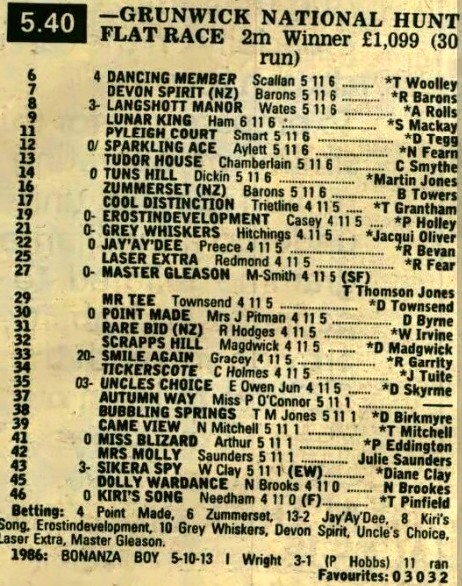 5.40 —GRUNWICK NATIONAL HUNT
FLAT RACE 2m Winner £1,099 (30
run)
6 4 DANCING MEMBER Scallan 5 11 6 ........ *T Woolley
7 DEVON SPIRIT (NZ) Barons 5 11 6 ........ *R Barons
8 3- LANGSHOTT MANOR Wates 5 11 6 ........ *A Rolls
9 LUNAR KING Ham 6 11 6 ........ *S Mackay
11 PYLEIGH COURT Smart 5 11 6 ........ *D Tegg
12 0/ SPARKLING ACE Aylett 5 11 6 ........ *N Fearn
13 TUDOR HOUSE Chamberlain 5 11 6 ........ C Smythe
14 0 TUNS HILL Dickin 5 11 6 ........ *Martin Jones
16 ZUMMERSET (NZ) Barons 5 11 6 ........ B Towers
17 COOL DISTINCTION Trietline 4 11 5 ........ *T Grantham
19 0- EROSTINDEVELOPMENT Casey 4 11 5 ........ *P Holley
21 0- GREY WHISKERS Hitchings 4 11 5 .... *Jacqui Oliver
22 0 JAY'AY'DEE Preece 4 11 5 ........ *R Bevan
25 LASER EXTRA Redmond 4 11 5 ........ *R Fear
27 0- MASTER GLEASON M-Smith 4 11 5 (SF)
T Thomson Jones
29 MR TEE Townsend 4 11 5 ........ *D Townsend
30 0 POINT MADE Mrs J Pitman 4 11 5 ........ D Byrne
31 RARE BID (NZ) R Hodges 4 11 5 ........ *W Irvine
32 SCRAPPS HILL Magdwick 4 11 5 ........ *D Madgwick
33 20- SMILE AGAIN Gracey 4 11 5 ........ *R Garrity
34 TICKERSCOTE C Holmes 4 11 5 ........ *J Tuite
35 03- UNCLES CHOICE E Owen Jun 4 11 5 ........ *D Skyrme
37 AUTUMN WAY Miss P O'Connor 5 11 1 ........ ——
38 BUBBLING SPRINGS T M Jones 5 11 1 *D Birkmyre
39 CAME VIEW N Mitchell 5 11 1 ........ *T Mitchell
41 0 MISS BLIZARD Arthur 5 11 1 ........ *P Eddington
42 MRS MOLLY Saunders 5 11 1 ........ Julie Saunders
43 3- SIKERA SPY W Clay 5 11 1 (EW) ........ *Diane Clay
45 DOLLY WARDANCE N Brooks 4 11 0 ........ N Brookes
46 0 KIRI'S SONG Needham 4 11 0 (F) ........ *T Pinfield
Betting: 4 Point Made, 6 Zummerset, 13-2 Jay'Ay'Dee, 8 Kiri's
Song, Erostindevelopment, 10 Grey Whiskers, Devon Spirit, Uncle's Choice,
Laser Extra, Master Gleason.
1986: BONANZA BOY 5-10-13 I Wright 3-1 (P Hobbs) 11 ran
Favourites: 0 3 0 3 2